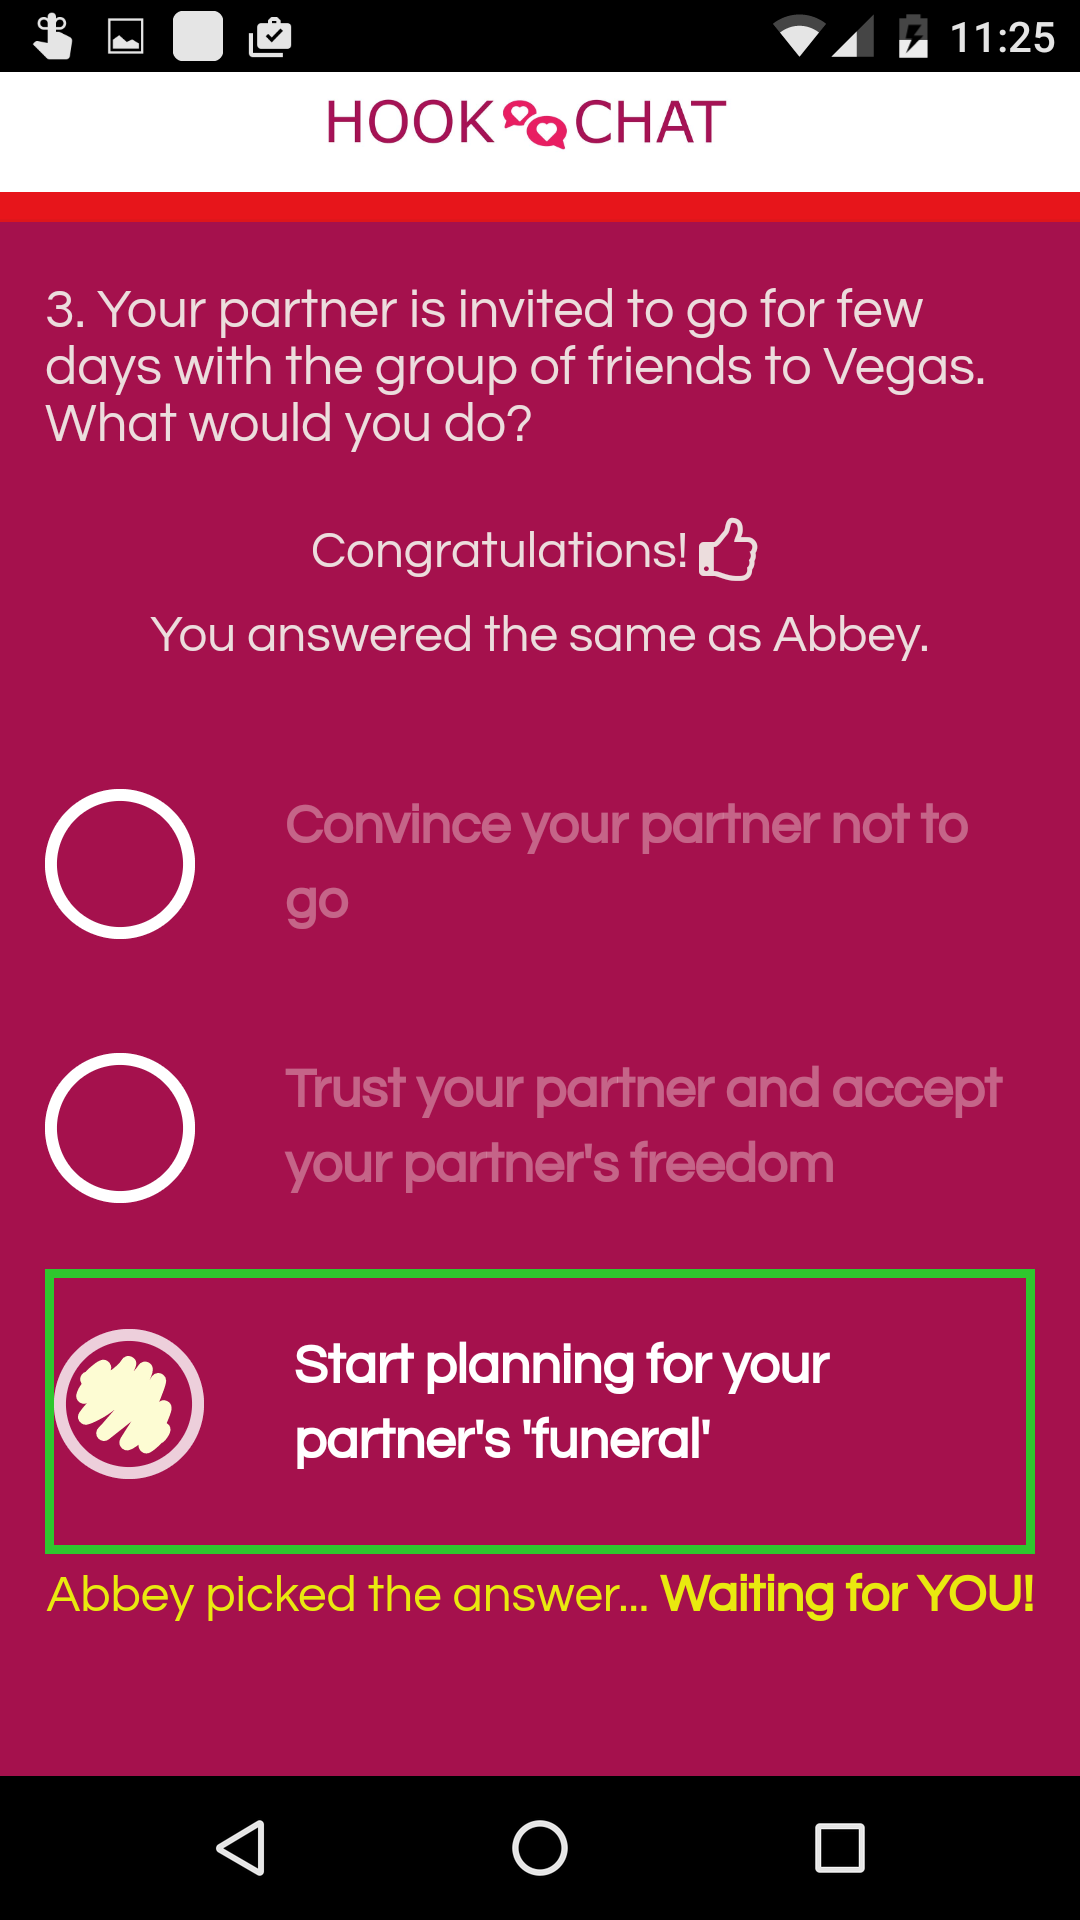 11:25
HOOK CHAT
3. Your partner is invited to go for few
days with the group of friends to Vegas.
What would you do?
Congratulations!
You answered the same as Abbey.
Convince your partner not to
go
Trust your partner and accept
your partner's freedom
Start planning for your
partner's 'funeral'
Abbey picked the answer... Waiting for YOU!